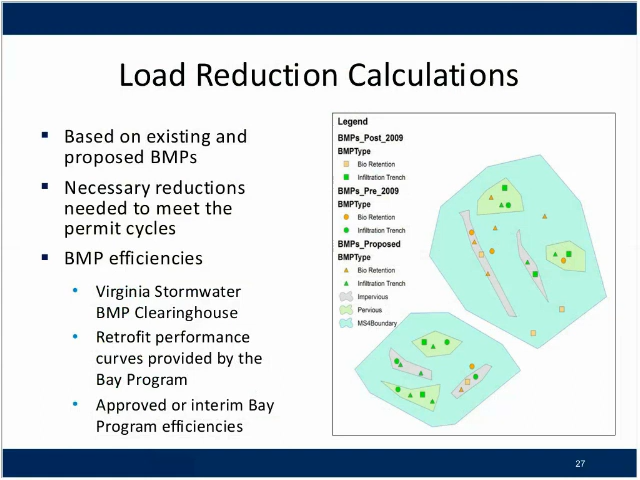 Load Reduction Calculations
Based on existing and
proposed BMPs
Necessary reductions
needed to meet the
permit cycles
BMP efficiencies
Virginia Stormwater
BMP Clearinghouse
Retrofit performance
curves provided by the
Bay Program
Approved or interim Bay
Program efficiencies
Legend
BMPs_Post_2009
BMPType
Bio Retention
Infiltration Trench
BMPs_Pre_2009
BMPType
Bio Retention
Infiltration Trench
BMPs_Proposed
BMPType
Bio Retention
Infiltration Trench
Impervious
Pervious
MS4Boundary
27